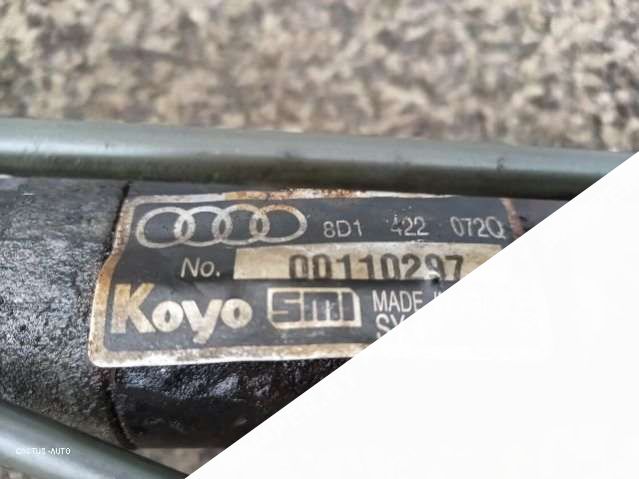 8D1 422 072Q
No. 00110297
Koyo smi MADE
CACTUS-AUTO